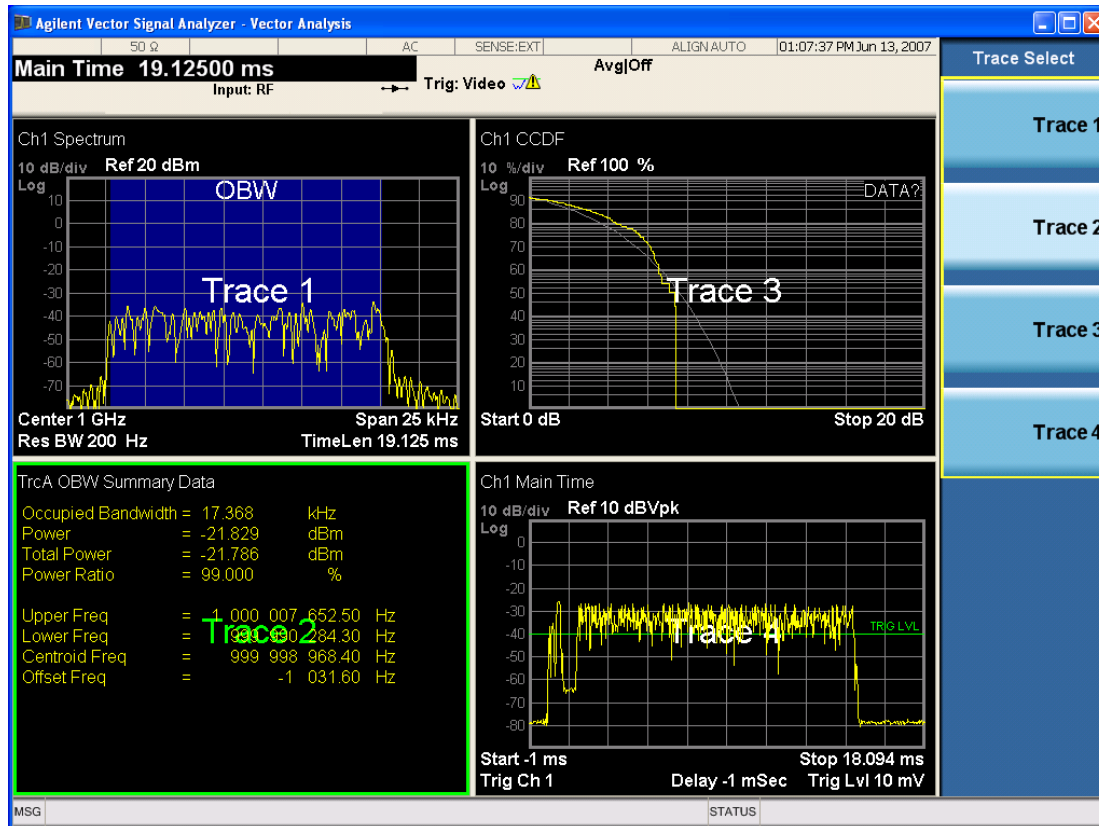 Agilent Vector Signal Analyzer - Vector Analysis
50 Ω AC SENSE:EXT ALIGN AUTO 01:07:37 PM Jun 13, 2007
Main Time 19.12500 ms
Input: RF
Trig: Video
Avg|Off
Trace Select
Trace 1
Trace 2
Trace 3
Trace 4
Ch1 Spectrum
10 dB/div Ref 20 dBm
Log
OBW
10
0
-10
-20
-30
-40
-50
-60
-70
Trace 1
Center 1 GHz Span 25 kHz
Res BW 200 Hz TimeLen 19.125 ms
Ch1 CCDF
10 %/div Ref 100 %
Log
DATA?
90
80
70
60
50
40
30
20
10
Trace 3
Start 0 dB Stop 20 dB
TrcA OBW Summary Data
Occupied Bandwidth = 17.368 kHz
Power = -21.829 dBm
Total Power = -21.786 dBm
Power Ratio = 99.000 %
Upper Freq = 1 000 007 652.50 Hz
Lower Freq = 999 990 284.30 Hz
Centroid Freq = 999 998 968.40 Hz
Offset Freq = -1 031.60 Hz
Trace 2
Ch1 Main Time
10 dB/div Ref 10 dBVpk
Log
0
-10
-20
-30
-40
-50
-60
-70
-80
TRIG LVL
Trace 4
Start -1 ms Stop 18.094 ms
Trig Ch 1 Delay -1 mSec Trig Lvl 10 mV
MSG STATUS